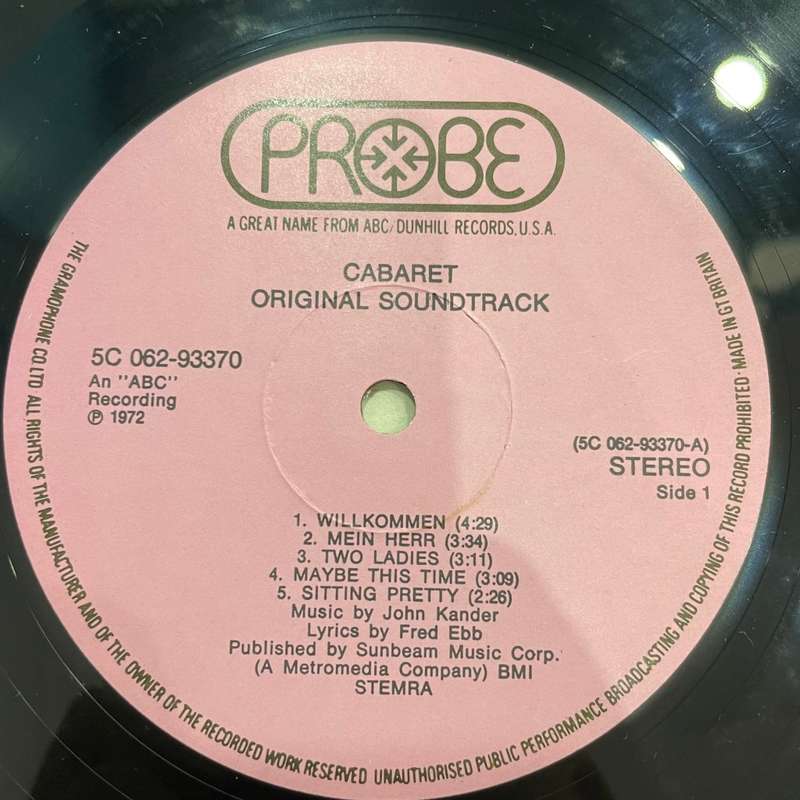 PROBE
A GREAT NAME FROM ABC/DUNHILL RECORDS, U.S.A.
CABARET
ORIGINAL SOUNDTRACK
5C 062-93370
An "ABC"
Recording
℗ 1972
(5C 062-93370-A)
STEREO
Side 1
1. WILLKOMMEN (4:29)
2. MEIN HERR (3:34)
3. TWO LADIES (3:11)
4. MAYBE THIS TIME (3:09)
5. SITTING PRETTY (2:26)
Music by John Kander
Lyrics by Fred Ebb
Published by Sunbeam Music Corp.
(A Metromedia Company) BMI
STEMRA
THE GRAMOPHONE CO LTD ALL RIGHTS OF THE MANUFACTURER AND OF THE OWNER OF THE RECORDED WORK RESERVED UNAUTHORISED PUBLIC PERFORMANCE BROADCASTING AND COPYING OF THIS RECORD PROHIBITED · MADE IN GT BRITAIN